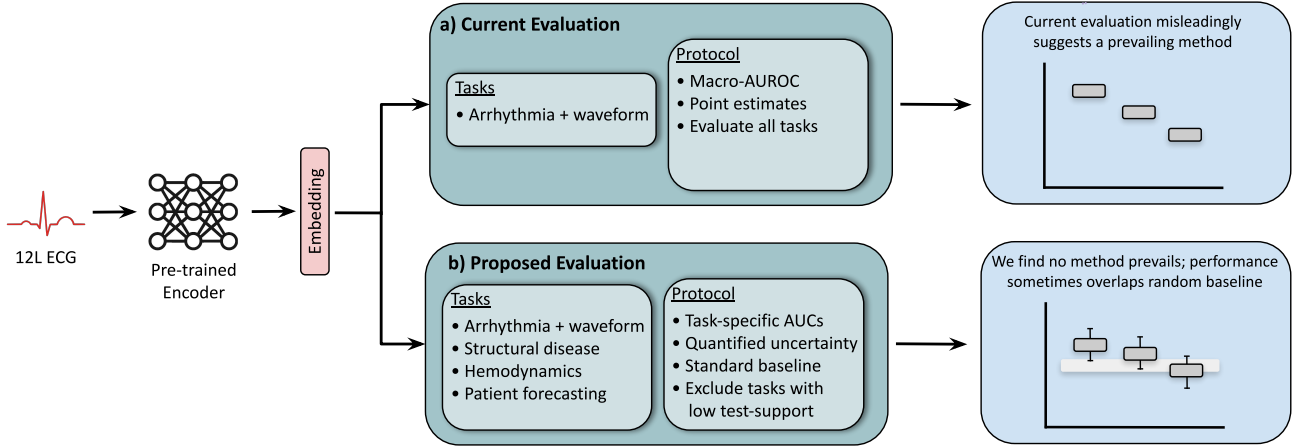 12L ECG
Pre-trained
Encoder
Embedding
a) Current Evaluation
Tasks
• Arrhythmia + waveform
Protocol
• Macro-AUROC
• Point estimates
• Evaluate all tasks
Current evaluation misleadingly
suggests a prevailing method
b) Proposed Evaluation
Tasks
• Arrhythmia + waveform
• Structural disease
• Hemodynamics
• Patient forecasting
Protocol
• Task-specific AUCs
• Quantified uncertainty
• Standard baseline
• Exclude tasks with
low test-support
We find no method prevails; performance
sometimes overlaps random baseline